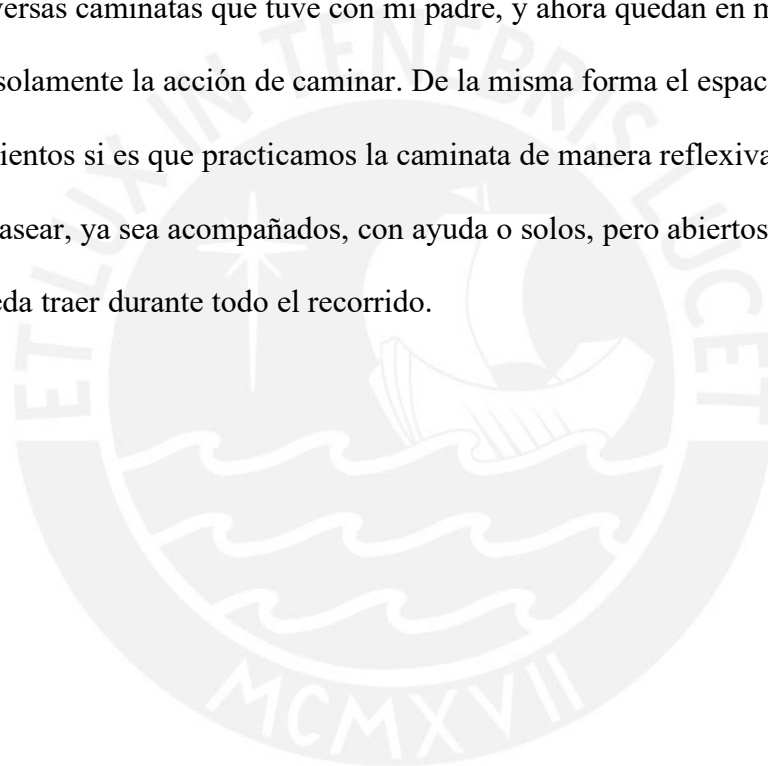 versas caminatas que tuve con mi padre, y ahora quedan en m
solamente la acción de caminar. De la misma forma el espac
ientos si es que practicamos la caminata de manera reflexiva
asear, ya sea acompañados, con ayuda o solos, pero abiertos
eda traer durante todo el recorrido.
ET LUX IN TENEBRIS LUCET
MCMXVII